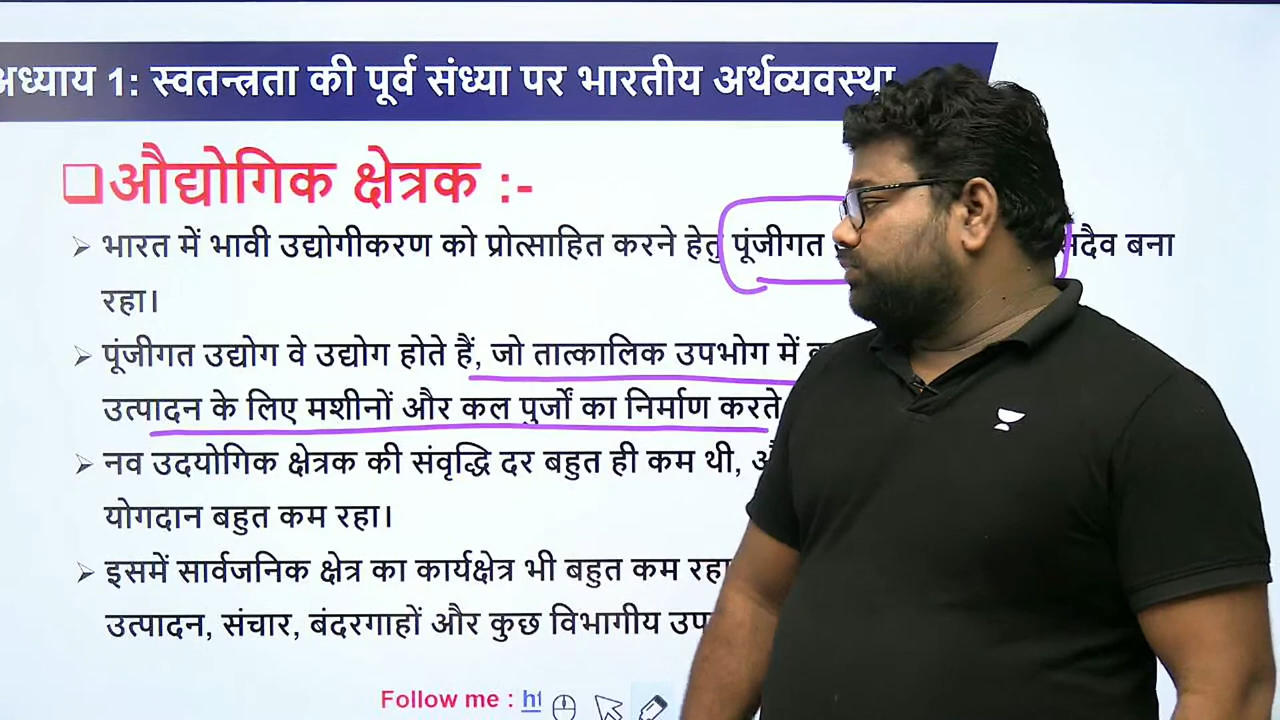 अध्याय 1: स्वतन्त्रता की पूर्व संध्या पर भारतीय अर्थव्यवस्था
औद्योगिक क्षेत्रक :-
भारत में भावी उद्योगीकरण को प्रोत्साहित करने हेतु पूंजीगत सदैव बना
रहा।
पूंजीगत उद्योग वे उद्योग होते हैं, जो तात्कालिक उपभोग में
उत्पादन के लिए मशीनों और कल पुर्जो का निर्माण करते
नव उदयोगिक क्षेत्रक की संवृद्धि दर बहुत ही कम थी,
योगदान बहुत कम रहा।
इसमें सार्वजनिक क्षेत्र का कार्यक्षेत्र भी बहुत कम रहा
उत्पादन, संचार, बंदरगाहों और कुछ विभागीय
Follow me :